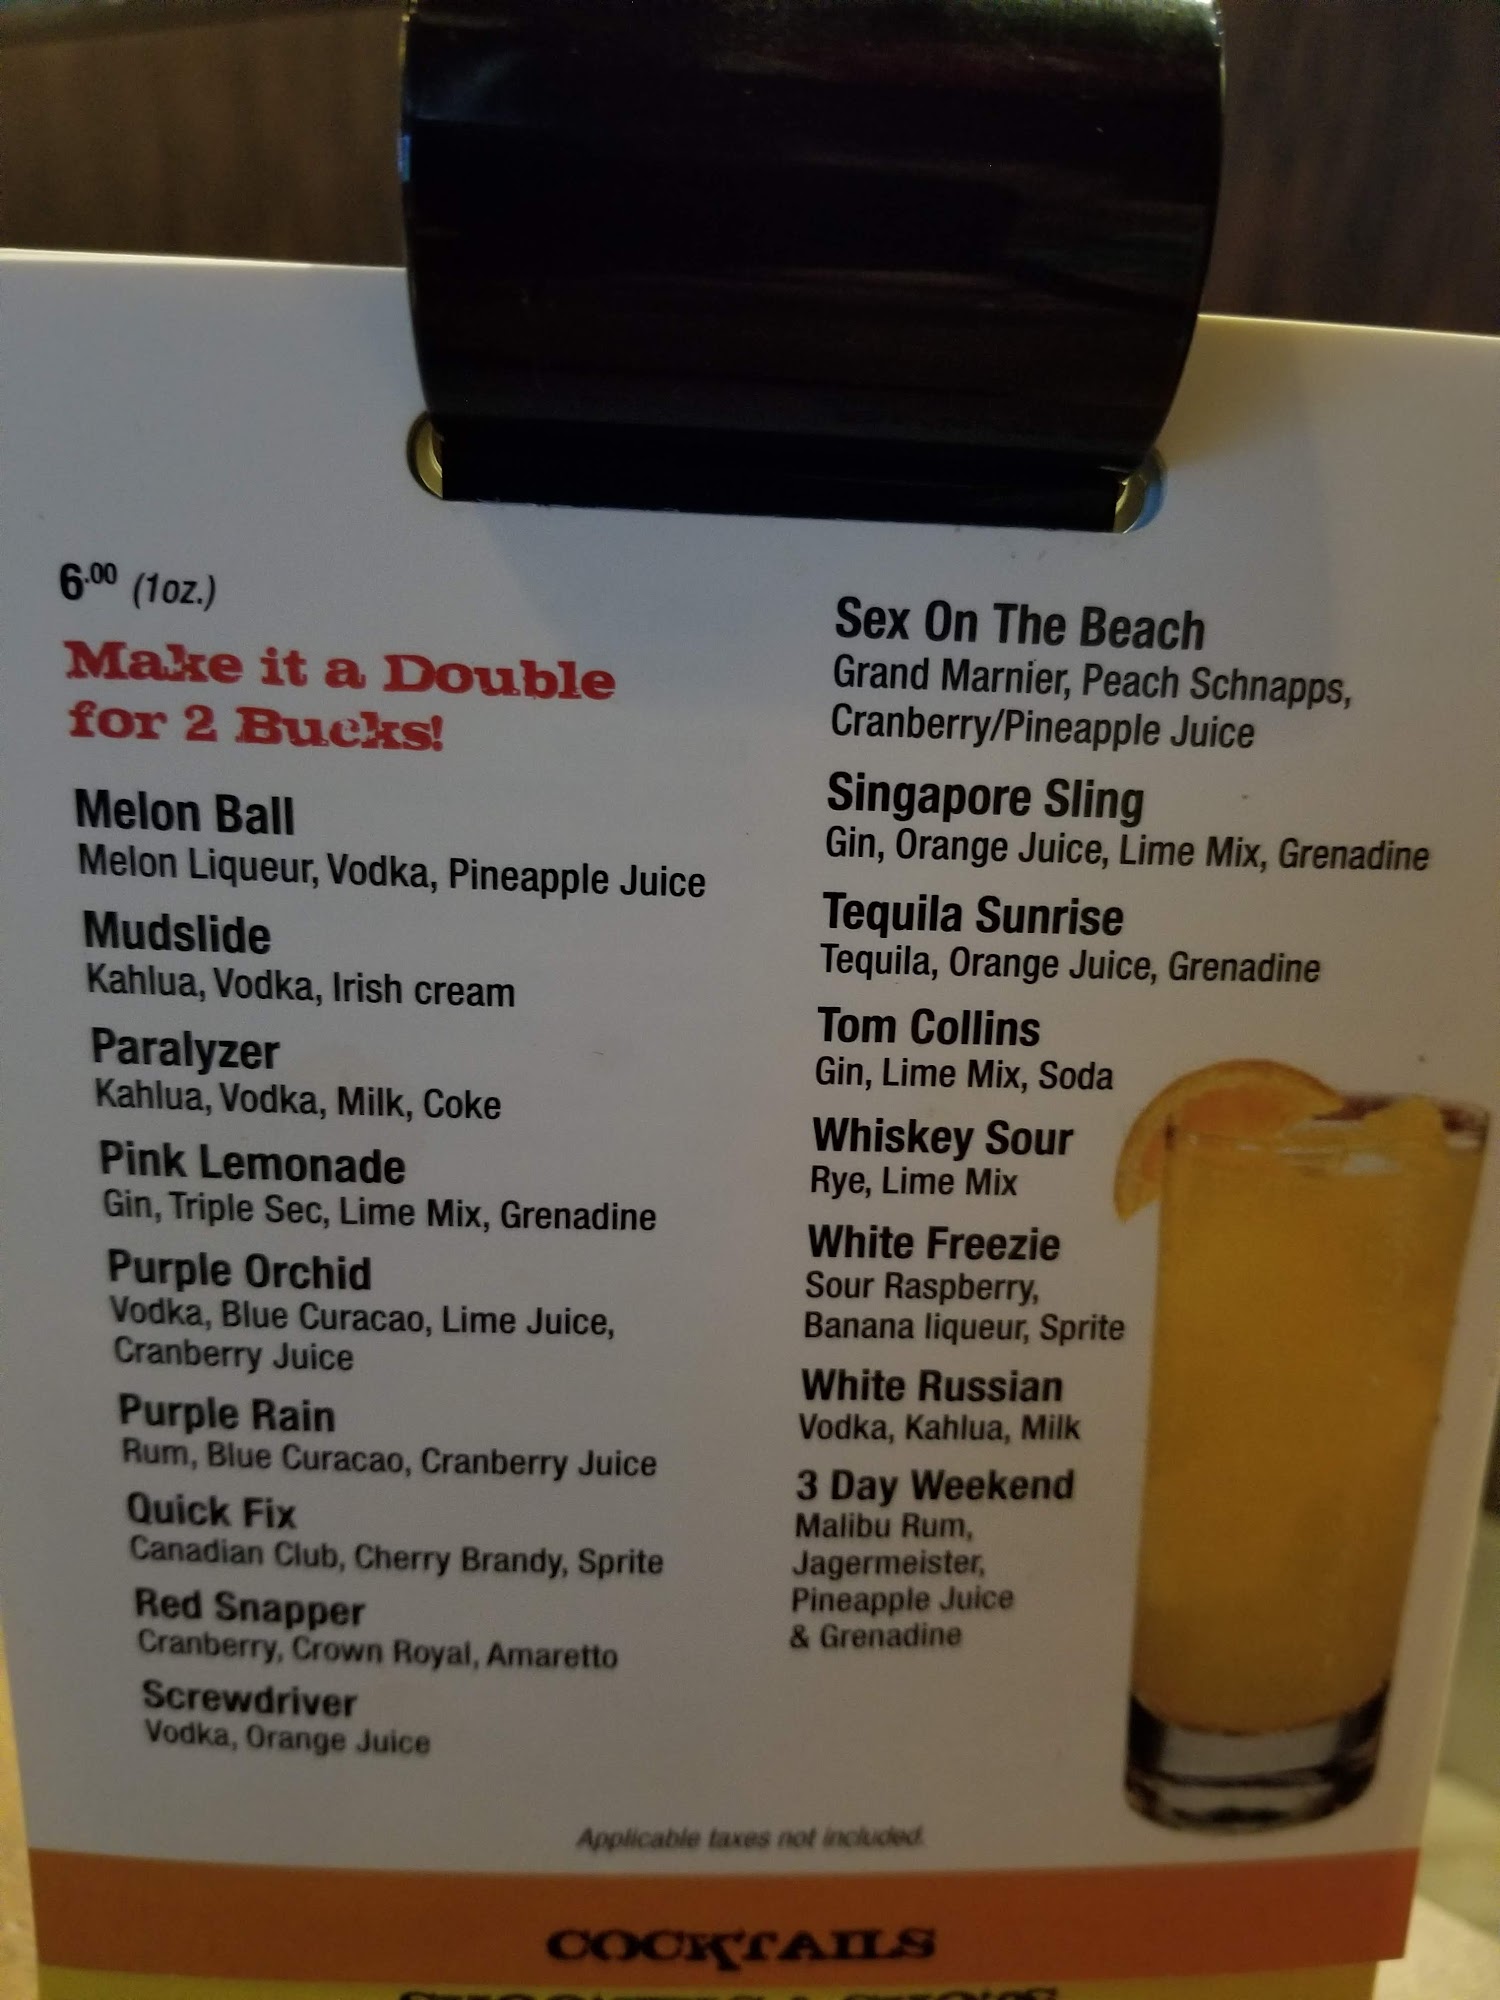 6.00 (1oz.)
Make it a Double
for 2 Bucks!
Melon Ball
Melon Liqueur, Vodka, Pineapple Juice
Mudslide
Kahlua, Vodka, Irish cream
Paralyzer
Kahlua, Vodka, Milk, Coke
Pink Lemonade
Gin, Triple Sec, Lime Mix, Grenadine
Purple Orchid
Vodka, Blue Curacao, Lime Juice,
Cranberry Juice
Purple Rain
Rum, Blue Curacao, Cranberry Juice
Quick Fix
Canadian Club, Cherry Brandy, Sprite
Red Snapper
Cranberry, Crown Royal, Amaretto
Screwdriver
Vodka, Orange Juice
Sex On The Beach
Grand Marnier, Peach Schnapps,
Cranberry/Pineapple Juice
Singapore Sling
Gin, Orange Juice, Lime Mix, Grenadine
Tequila Sunrise
Tequila, Orange Juice, Grenadine
Tom Collins
Gin, Lime Mix, Soda
Whiskey Sour
Rye, Lime Mix
White Freezie
Sour Raspberry,
Banana liqueur, Sprite
White Russian
Vodka, Kahlua, Milk
3 Day Weekend
Malibu Rum,
Jagermeister,
Pineapple Juice
& Grenadine
Applicable taxes not included.
COCKTAILS